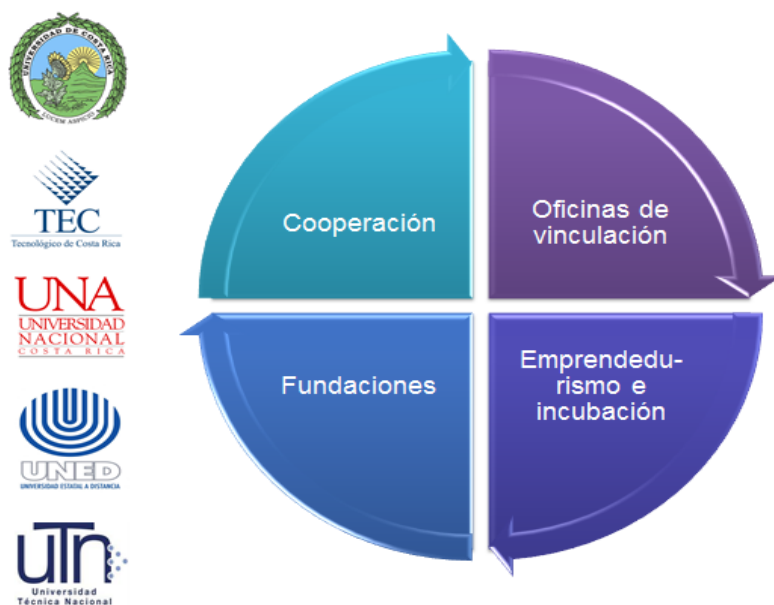 UNIVERSIDAD DE COSTA RICA
LUCEM ASPICIO
TEC
Tecnológico de Costa Rica
UNA
UNIVERSIDAD
NACIONAL
COSTA RICA
UNED
UNIVERSIDAD ESTATAL A DISTANCIA
uTn
Universidad
Técnica Nacional
Cooperación
Oficinas de
vinculación
Fundaciones
Emprendedu-
rismo e
incubación